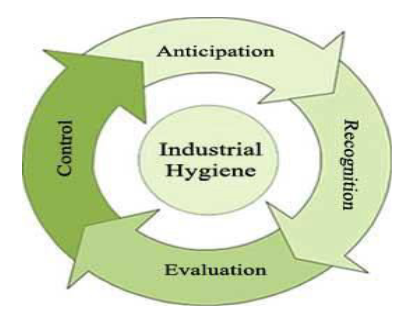 Anticipation
Recognition
Industrial
Hygiene
Control
Evaluation